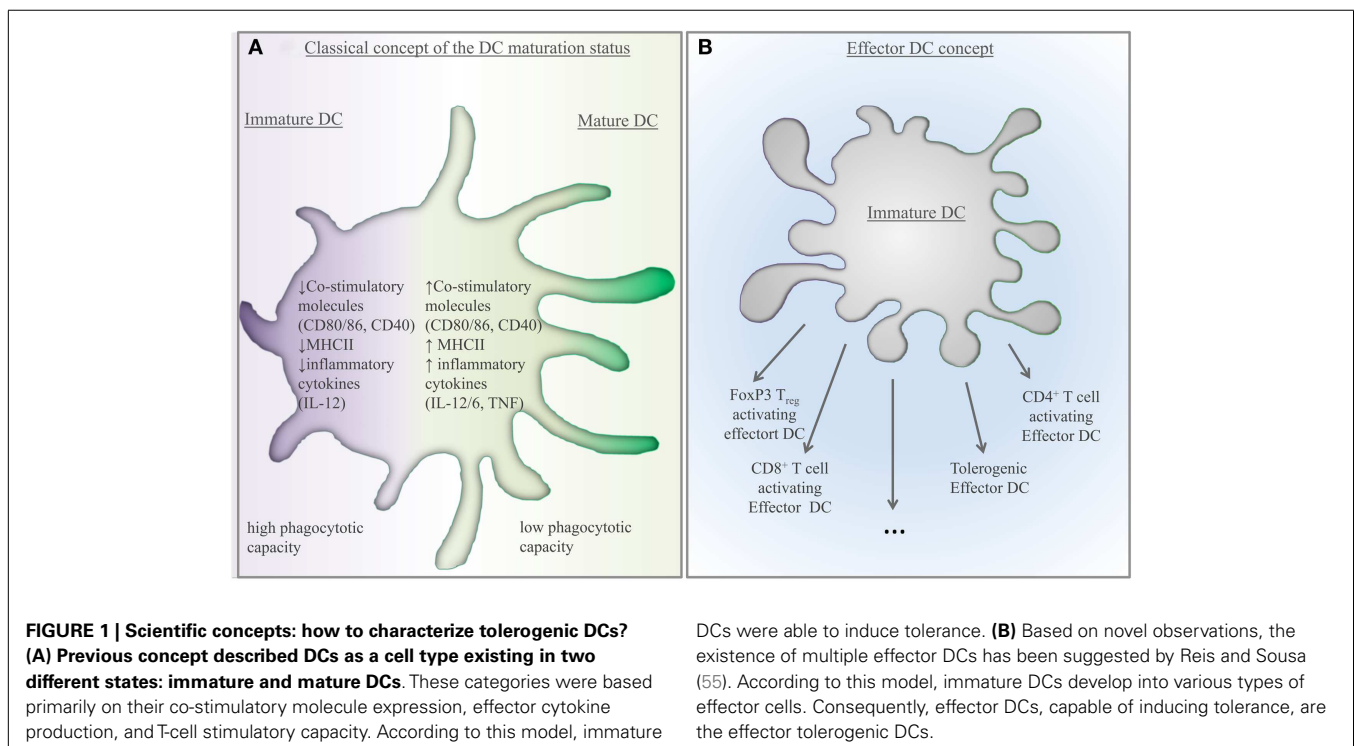 A
Classical concept of the DC maturation status
Immature DC
Mature DC
↓Co-stimulatory
molecules
(CD80/86, CD40)
↓MHCII
↓inflammatory
cytokines
(IL-12)
↑Co-stimulatory
molecules
(CD80/86, CD40)
↑ MHCII
↑ inflammatory
cytokines
(IL-12/6, TNF)
high phagocytotic
capacity
low phagocytotic
capacity
B
Effector DC concept
Immature DC
FoxP3 Treg
activating
effectort DC
CD8+ T cell
activating
Effector DC
...
Tolerogenic
Effector DC
CD4+ T cell
activating
Effector DC
FIGURE 1 | Scientific concepts: how to characterize tolerogenic DCs?
(A) Previous concept described DCs as a cell type existing in two
different states: immature and mature DCs. These categories were based
primarily on their co-stimulatory molecule expression, effector cytokine
production, and T-cell stimulatory capacity. According to this model, immature
DCs were able to induce tolerance. (B) Based on novel observations, the
existence of multiple effector DCs has been suggested by Reis and Sousa
(55). According to this model, immature DCs develop into various types of
effector cells. Consequently, effector DCs, capable of inducing tolerance, are
the effector tolerogenic DCs.